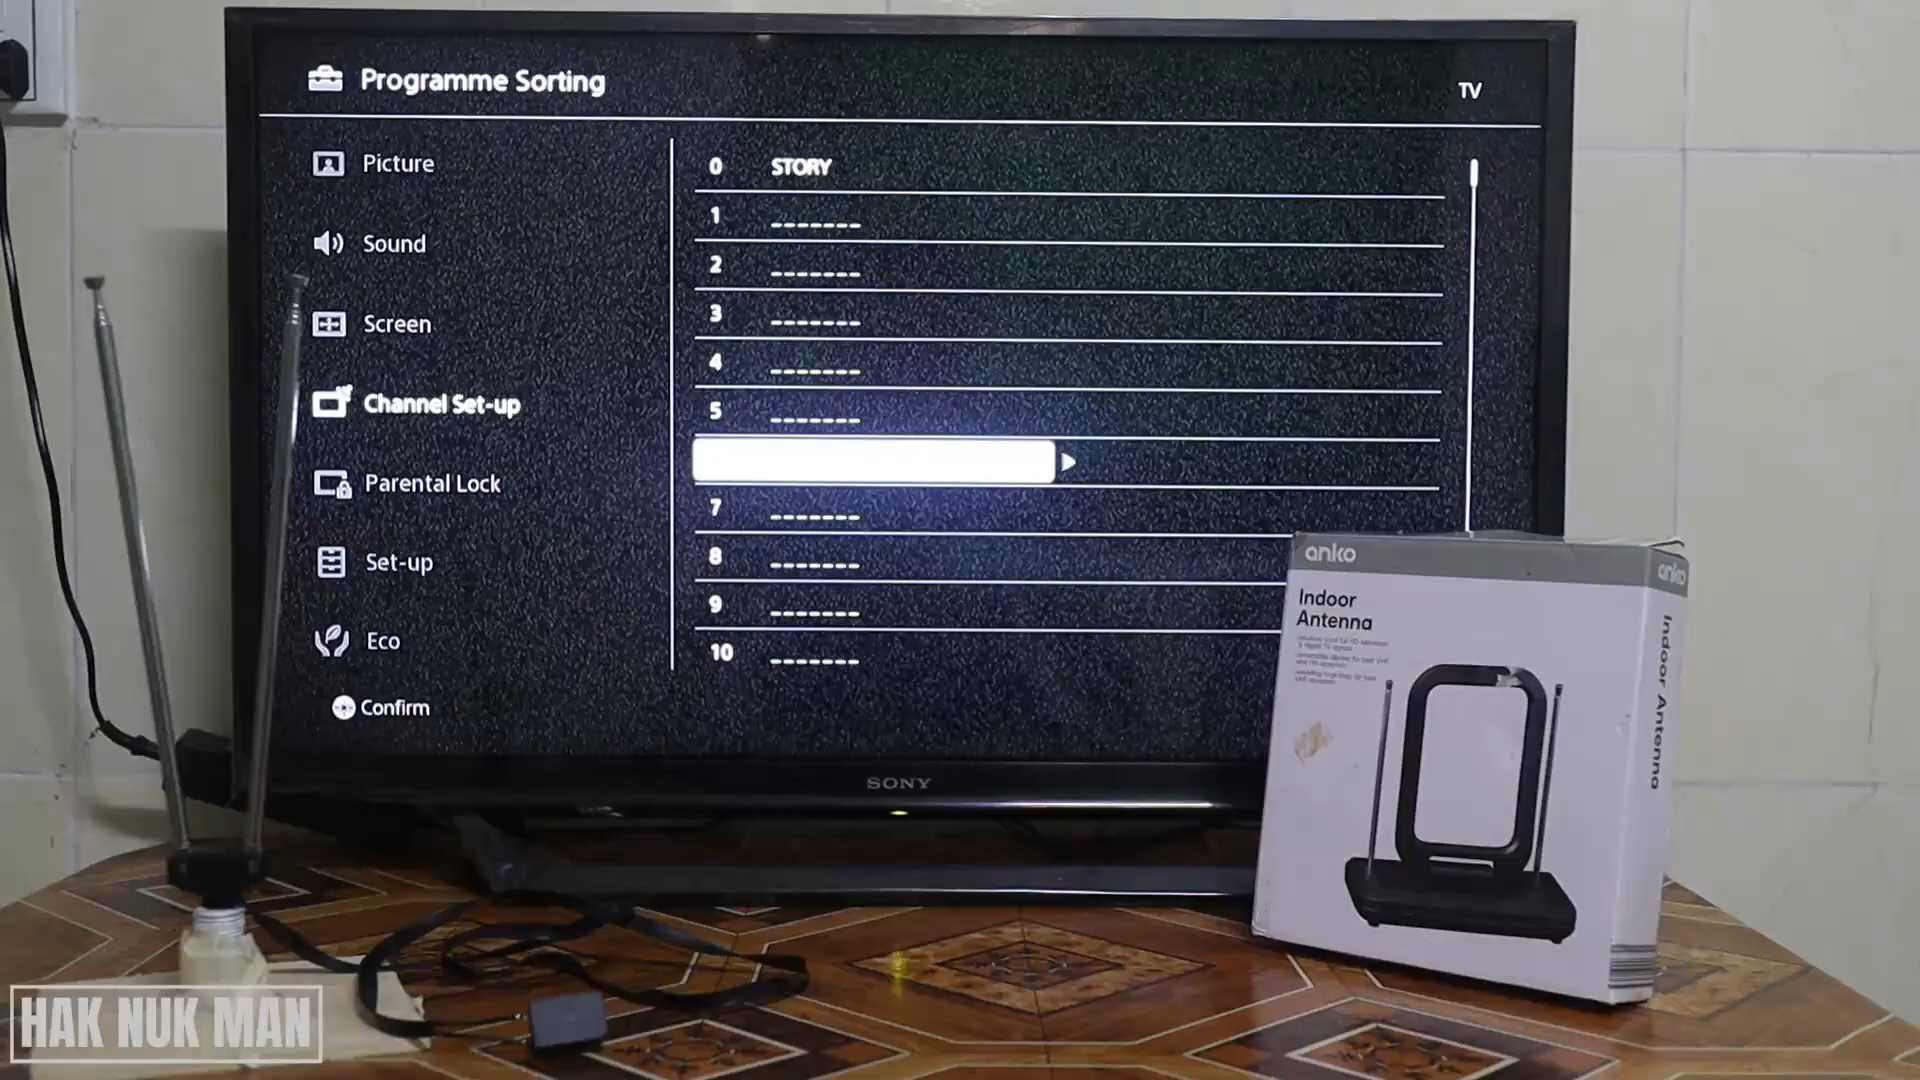 Programme Sorting
TV
Picture
Sound
Screen
Channel Set-up
Parental Lock
Set-up
Eco
Confirm
0 STORY
1 -------
2 -------
3 -------
4 -------
5 -------
7 -------
8 -------
9 -------
10 -------
SONY
anko
Indoor
Antenna
anko
Indoor Antenna
HAK NUK MAN